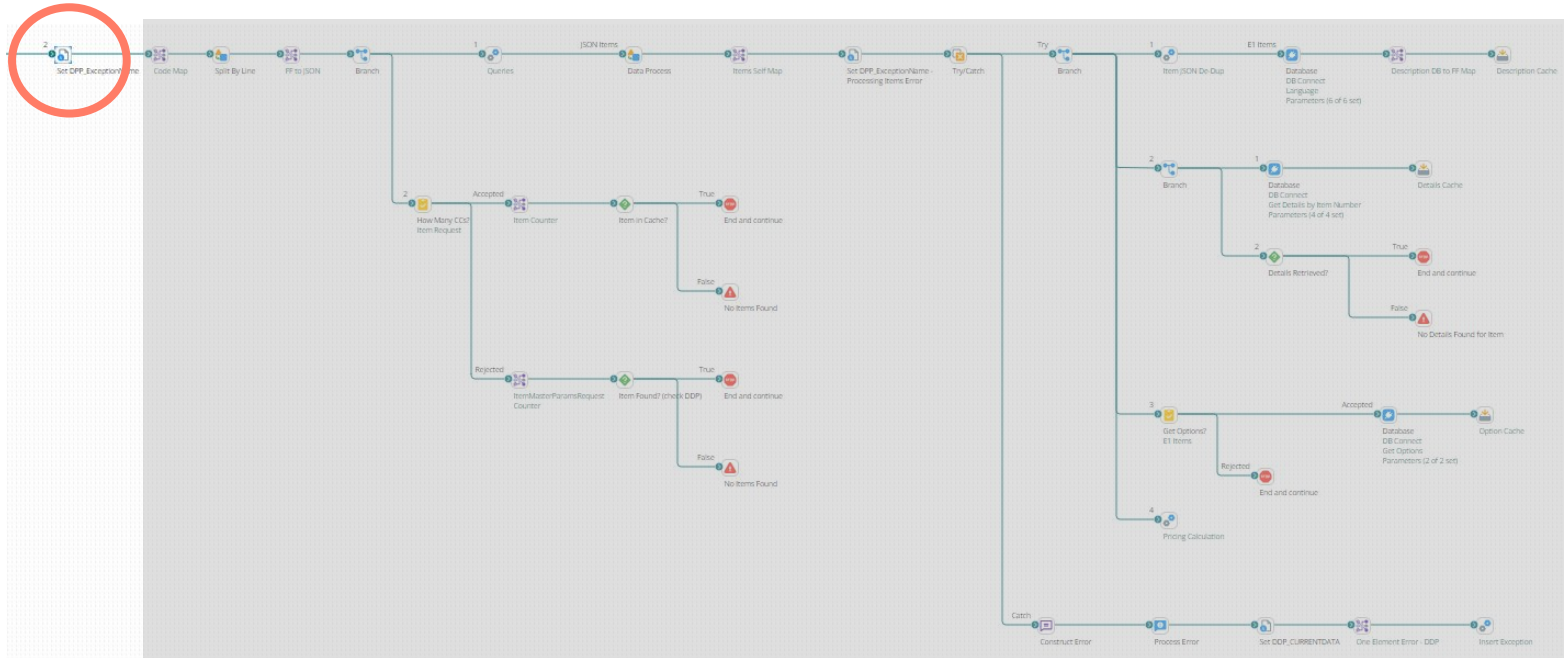 2
Set DPP_ExceptionName
Code Map
Split By Line
FF to JSON
Branch
1
Queries
JSON Items
Data Process
Items Self Map
Set DPP_ExceptionName -
Processing Items Error
Try/Catch
Try
Branch
1
Item JSON De-Dup
E1 Items
Database
DB Connect
Language
Parameters (6 of 6 set)
Description DB to FF Map
Description Cache
2
Branch
1
Database
DB Connect
Get Details by Item Number
Parameters (4 of 4 set)
Details Cache
2
Details Retrieved?
True
End and continue
False
No Details Found for Item
2
How Many CCs?
Item Request
Accepted
Item Counter
Item in Cache?
True
End and continue
False
No Items Found
Rejected
ItemMasterParamsRequest
Counter
Item Found? (check DDP)
True
End and continue
False
No Items Found
3
Get Options?
E1 Items
Accepted
Database
DB Connect
Get Options
Parameters (2 of 2 set)
Option Cache
Rejected
End and continue
4
Pricing Calculation
Catch
Construct Error
Process Error
Set DDP_CURRENTDATA
One Element Error - DDP
Insert Exception